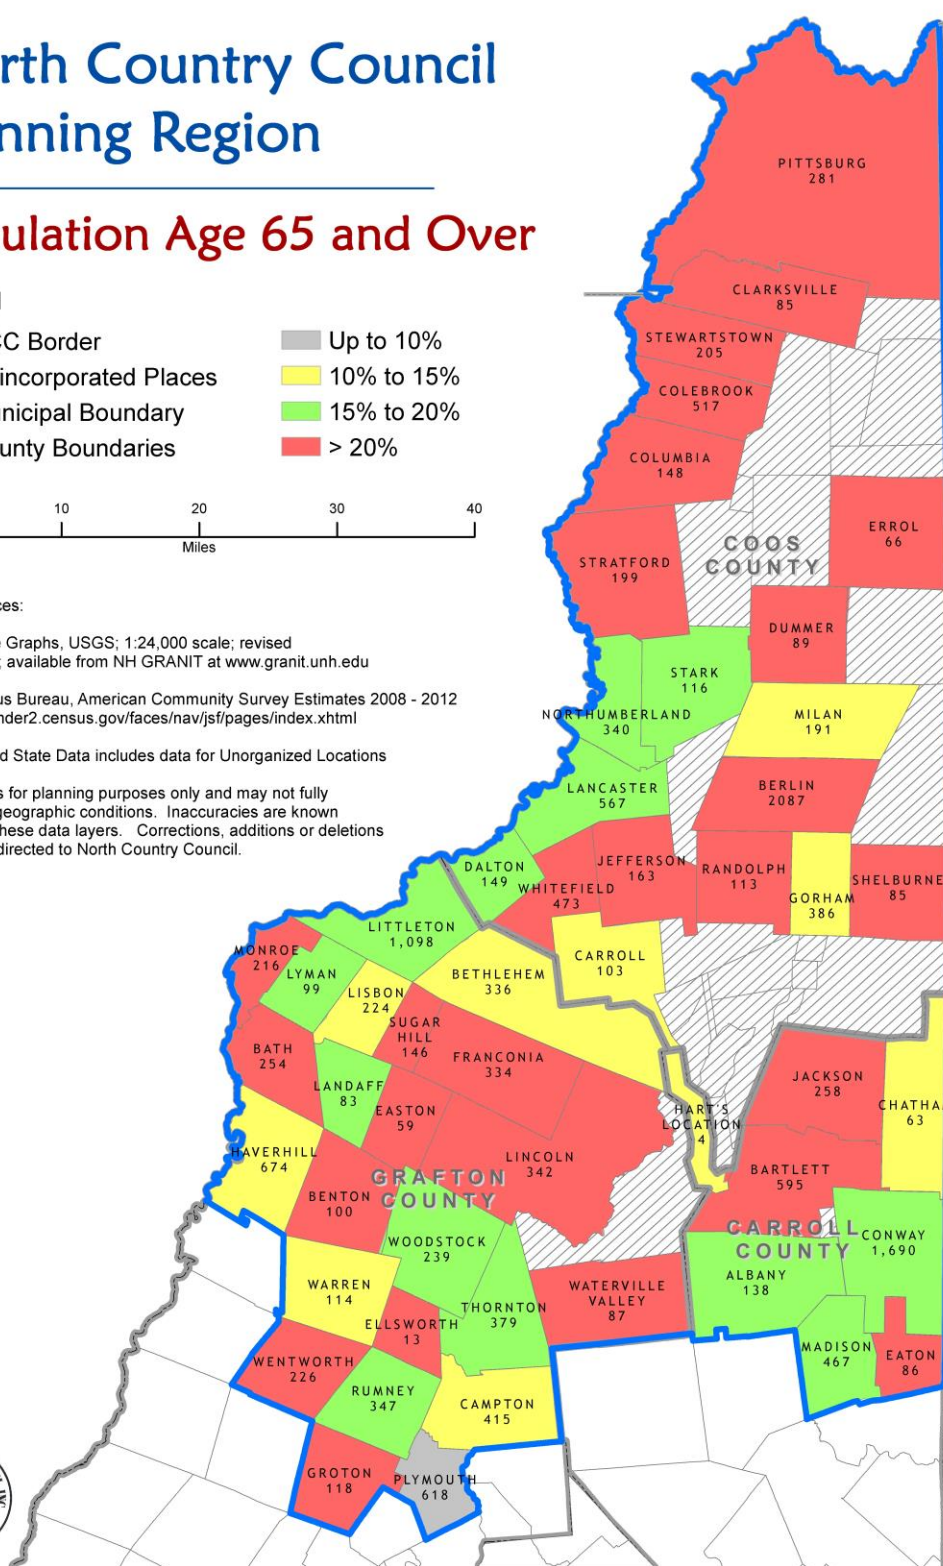 rth Country Council
nning Region
ulation Age 65 and Over
CC Border
incorporated Places
unicipal Boundary
unty Boundaries
Up to 10%
10% to 15%
15% to 20%
> 20%
10 20 30 40
Miles
ces:
e Graphs, USGS; 1:24,000 scale; revised
; available from NH GRANIT at www.granit.unh.edu
us Bureau, American Community Survey Estimates 2008 - 2012
nder2.census.gov/faces/nav/jsf/pages/index.xhtml
d State Data includes data for Unorganized Locations
s for planning purposes only and may not fully
geographic conditions. Inaccuracies are known
hese data layers. Corrections, additions or deletions
directed to North Country Council.
PITTSBURG
281
CLARKSVILLE
85
STEWARTSTOWN
205
COLEBROOK
517
COLUMBIA
148
ERROL
66
COOS
COUNTY
STRATFORD
199
DUMMER
89
STARK
116
NORTHUMBERLAND
340
MILAN
191
LANCASTER
567
BERLIN
2087
DALTON
149
WHITEFIELD
473
JEFFERSON
163
RANDOLPH
113
GORHAM
386
SHELBURNE
85
LITTLETON
1,098
MONROE
216
LYMAN
99
LISBON
224
BETHLEHEM
336
CARROLL
103
SUGAR
HILL
146
BATH
254
FRANCONIA
334
LANDAFF
83
EASTON
59
JACKSON
258
CHATHA
63
HART'S
LOCATION
4
HAVERHILL
674
LINCOLN
342
BARTLETT
595
GRAFTON
COUNTY
BENTON
100
CARROLL
COUNTY
CONWAY
1,690
WOODSTOCK
239
ALBANY
138
WARREN
114
THORNTON
379
WATERVILLE
VALLEY
87
ELLSWORTH
13
MADISON
467
EATON
86
WENTWORTH
226
RUMNEY
347
CAMPTON
415
GROTON
118
PLYMOUTH
618